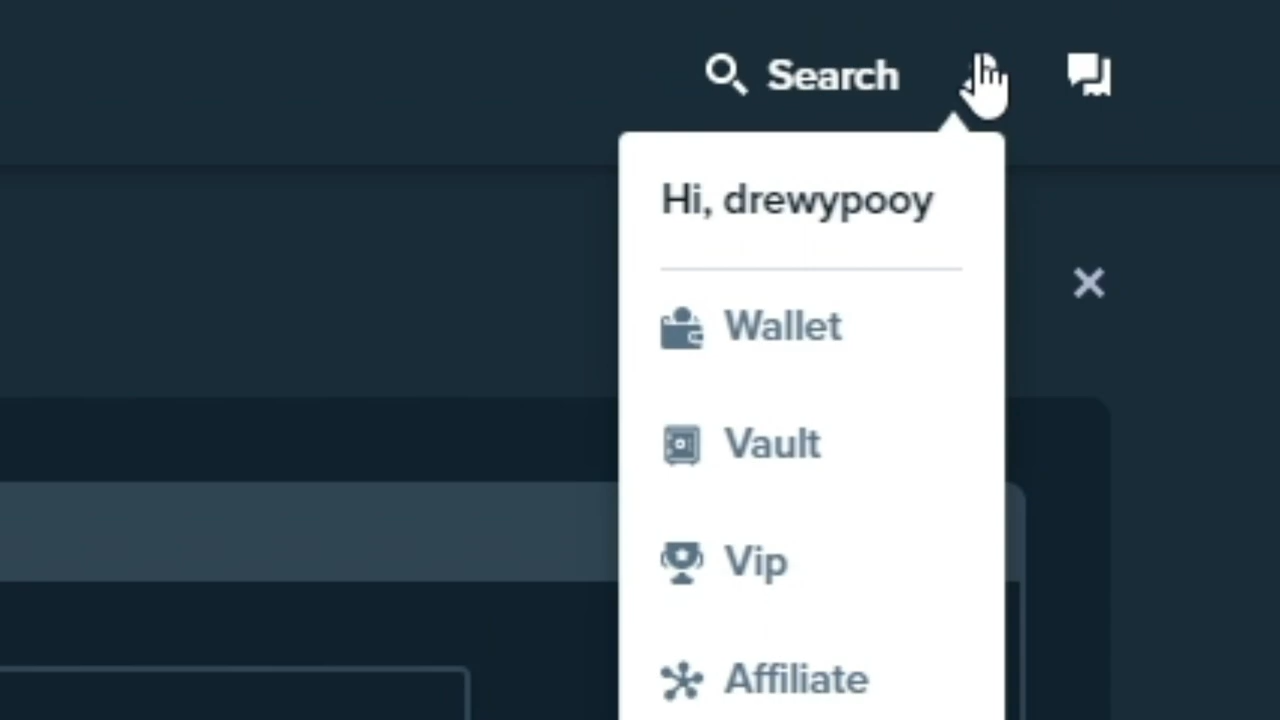 Search
Hi, drewypooy
Wallet
Vault
Vip
Affiliate